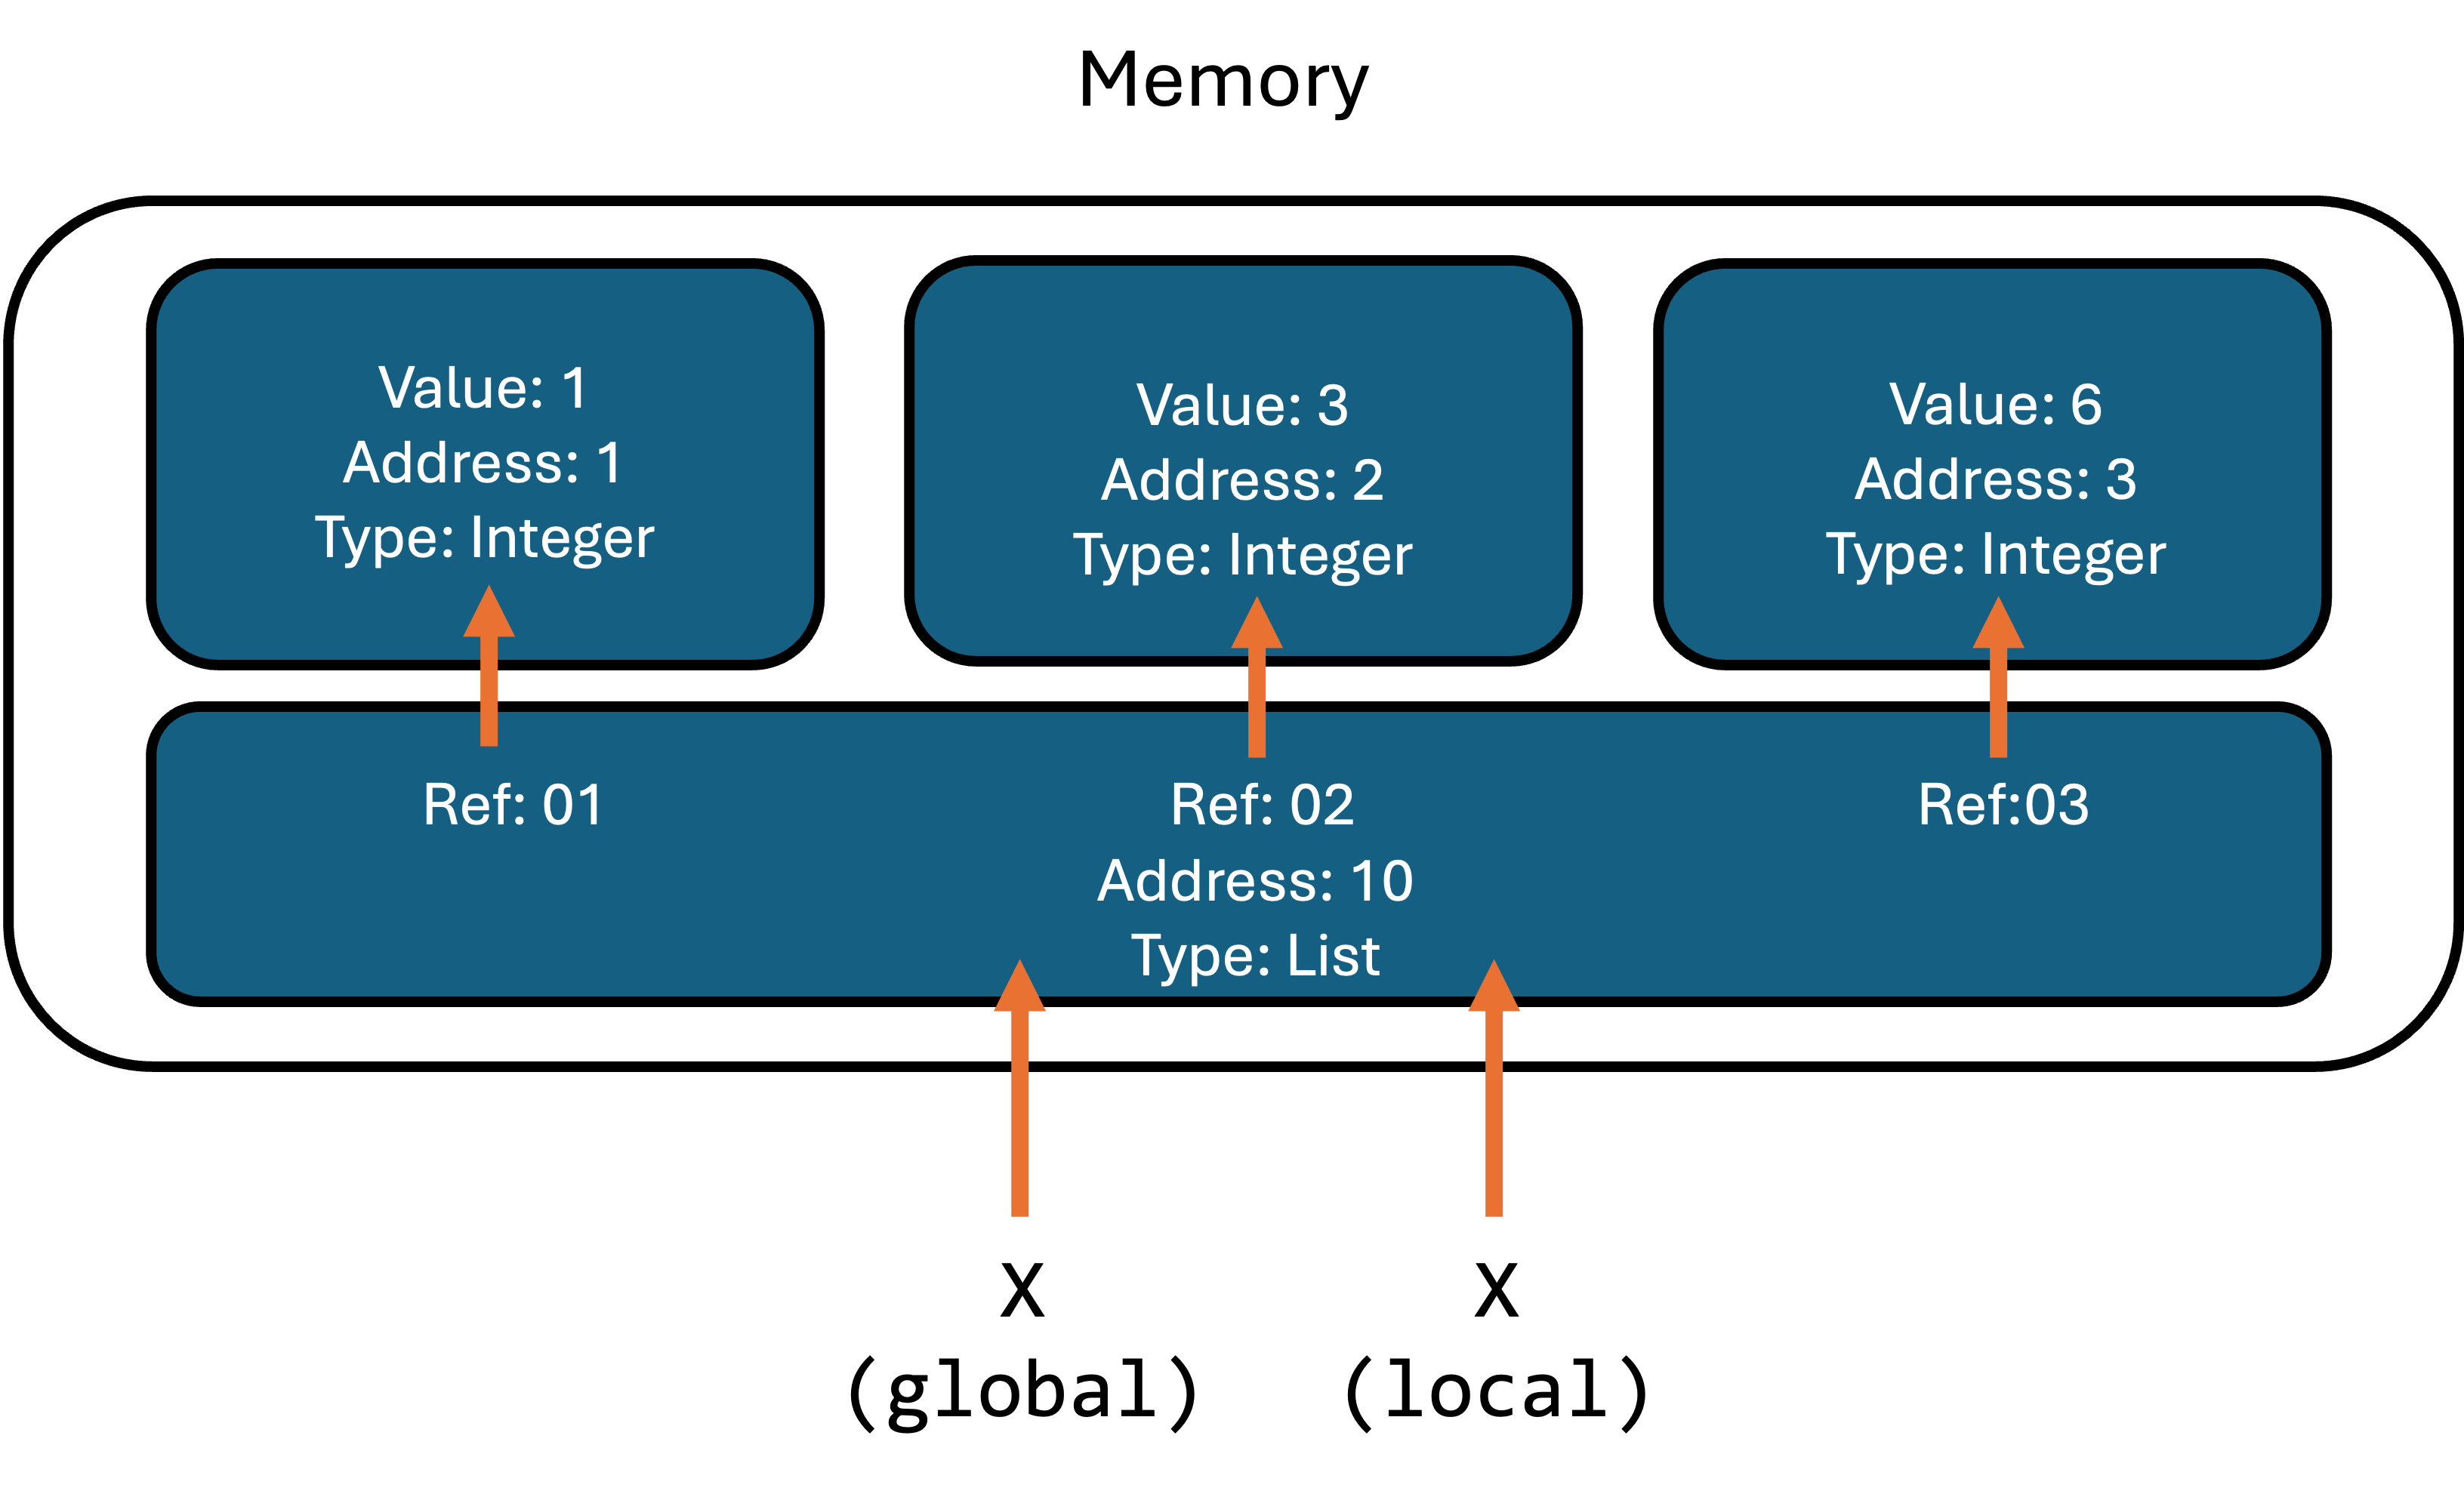 Memory
Value: 1
Address: 1
Type: Integer
Value: 3
Address: 2
Type: Integer
Value: 6
Address: 3
Type: Integer
Ref: 01
Ref: 02
Ref:03
Address: 10
Type: List
X
(global)
X
(local)